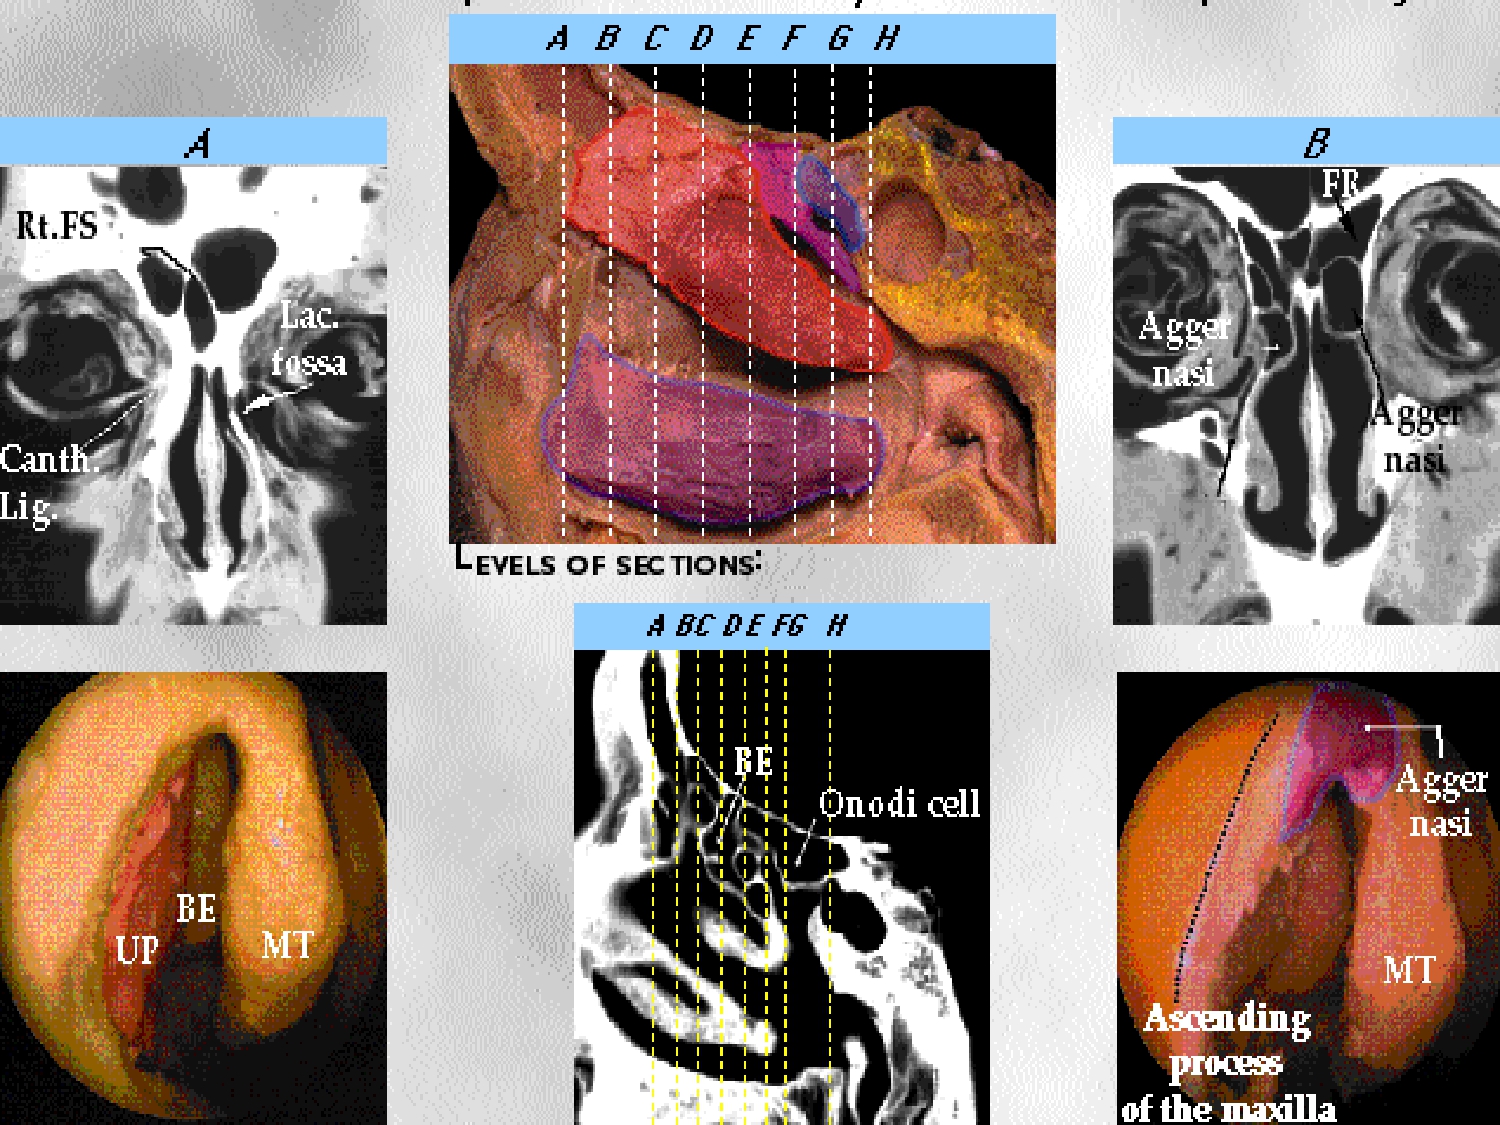 A B C D E F G H
A
Rt.FS
Lac.
fossa
Canth.
Lig.
B
FR
Agger
nasi
Agger
nasi
LEVELS OF SECTIONS:
A BC D E FG H
BE
Onodi cell
BE
UP
MT
Agger
nasi
MT
Ascending
process
of the maxilla